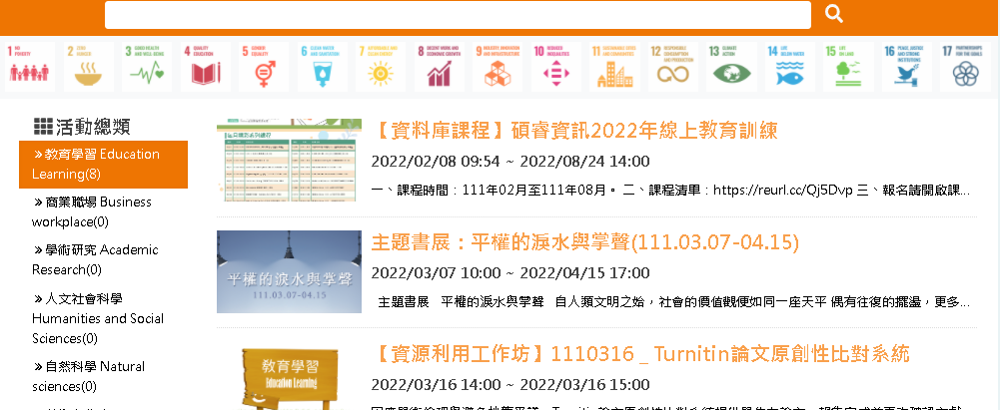 1 NO POVERTY
2 ZERO HUNGER
3 GOOD HEALTH AND WELL-BEING
4 QUALITY EDUCATION
5 GENDER EQUALITY
6 CLEAN WATER AND SANITATION
7 AFFORDABLE AND CLEAN ENERGY
8 DECENT WORK AND ECONOMIC GROWTH
9 INDUSTRY, INNOVATION AND INFRASTRUCTURE
10 REDUCED INEQUALITIES
11 SUSTAINABLE CITIES AND COMMUNITIES
12 RESPONSIBLE CONSUMPTION AND PRODUCTION
13 CLIMATE ACTION
14 LIFE BELOW WATER
15 LIFE ON LAND
16 PEACE, JUSTICE AND STRONG INSTITUTIONS
17 PARTNERSHIPS FOR THE GOALS
活動總類
教育學習 Education
Learning(8)
商業職場 Business
workplace(0)
學術研究 Academic
Research(0)
人文社會科學
Humanities and Social
Sciences(0)
自然科學 Natural
sciences(0)
【資料庫課程】碩睿資訊2022年線上教育訓練
2022/02/08 09:54 ~ 2022/08/24 14:00
一、課程時間：111年02月至111年08月。 二、課程清單：https://reurl.cc/Qj5Dvp 三、報名請開啟課...
平權的淚水與掌聲
111.03.07-04.15
主題書展：平權的淚水與掌聲(111.03.07-04.15)
2022/03/07 10:00 ~ 2022/04/15 17:00
主題書展 平權的淚水與掌聲 自人類文明之始，社會的價值觀便如同一座天平 偶有往復的擺盪，更多...
教育學習
Education Learning
【資源利用工作坊】1110316 _ Turnitin論文原創性比對系統
2022/03/16 14:00 ~ 2022/03/16 15:00